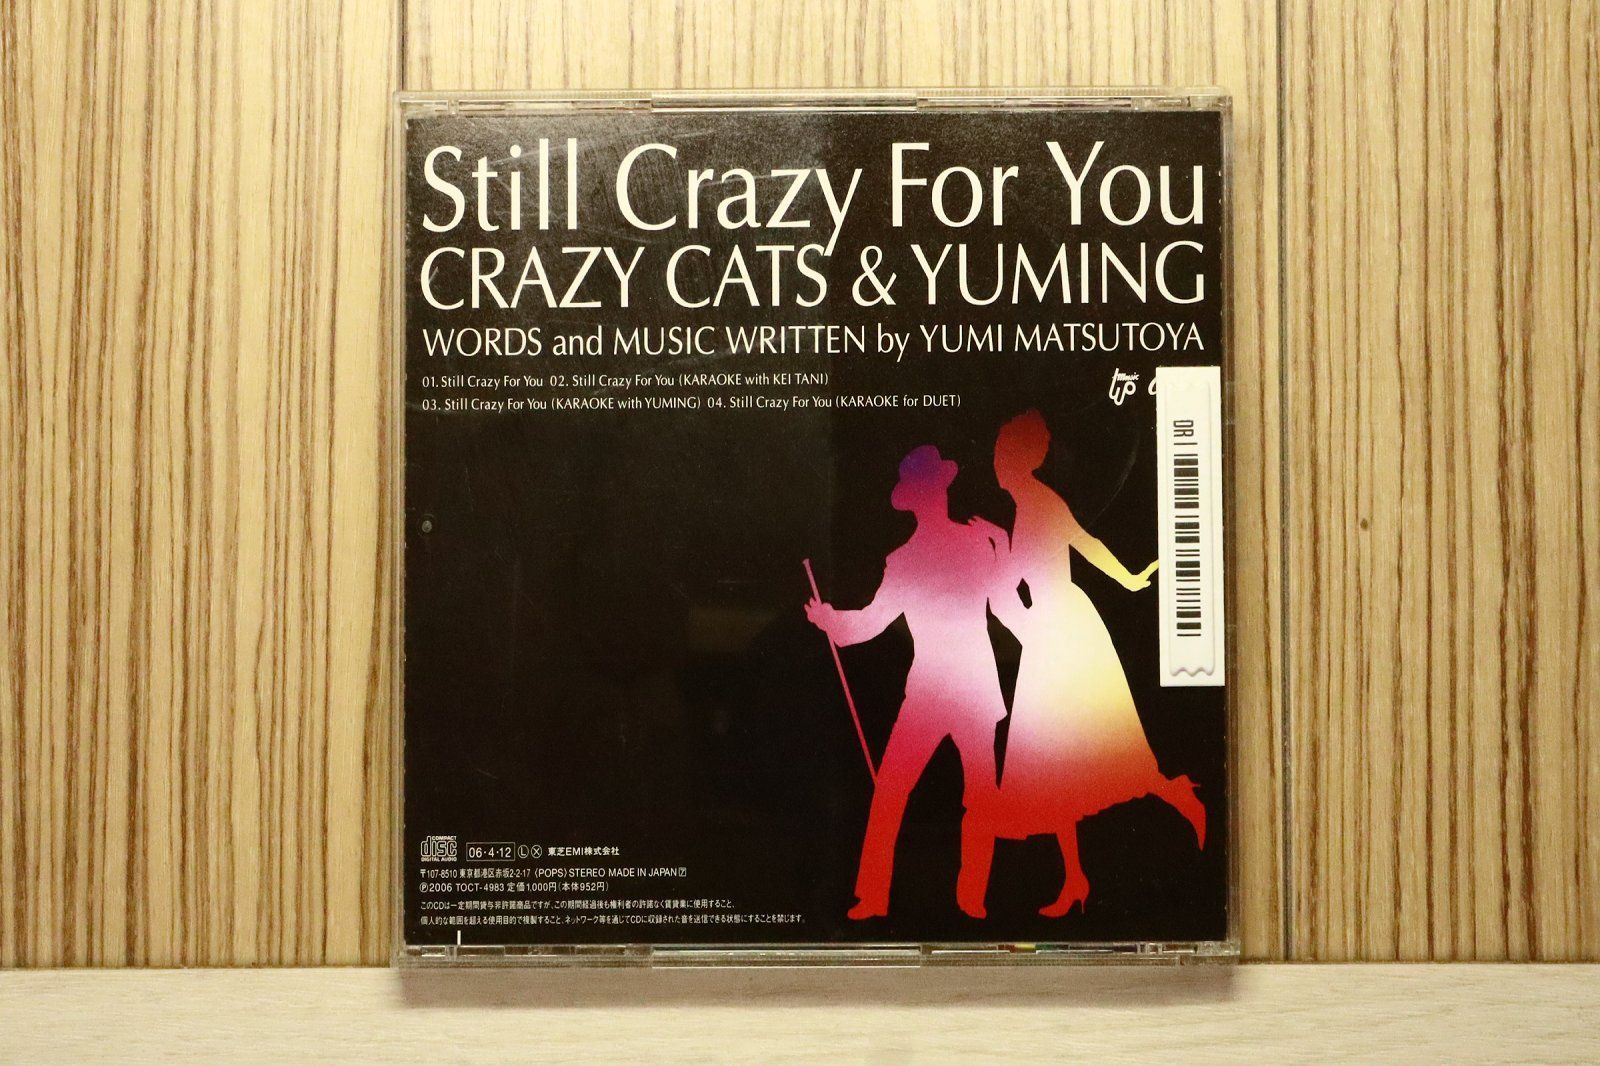 Still Crazy For You
CRAZY CATS & YUMING
WORDS and MUSIC WRITTEN by YUMI MATSUTOYA
01. Still Crazy For You 02. Still Crazy For You (KARAOKE with KEI TANI)
03. Still Crazy For You (KARAOKE with YUMING) 04. Still Crazy For You (KARAOKE for DUET)
music UP
DR
COMPACT disc DIGITAL AUDIO 06・4・12 Ⓛ Ⓧ 東芝EMI株式会社
〒107-8510 東京都港区赤坂2-2-17 〈POPS〉STEREO MADE IN JAPAN 7
Ⓟ2006 TOCT-4983 定価1,000円(本体952円)
このCDは一定期間貸与非許諾商品ですが、この期間経過後も権利者の許諾なく賃貸業に使用すること、
個人的な範囲を超える使用目的で複製すること、ネットワーク等を通じてCDに収録された音を送信できる状態にすることを禁じます。